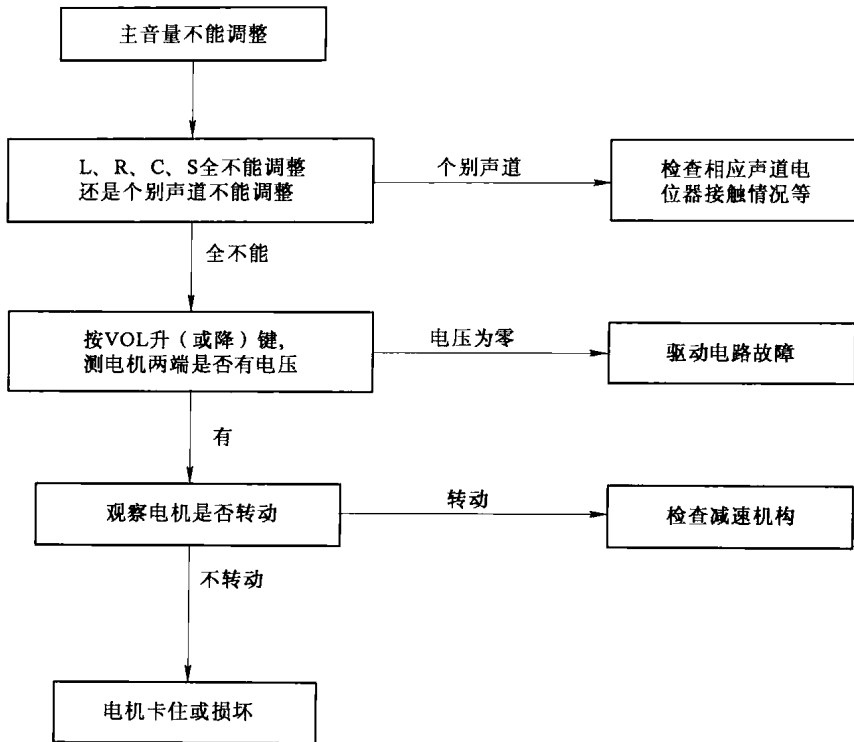 主音量不能调整
L、R、C、S全不能调整
还是个别声道不能调整
个别声道
检查相应声道电
位器接触情况等
全不能
按VOL升（或降）键，
测电机两端是否有电压
电压为零
驱动电路故障
有
观察电机是否转动
转动
检查减速机构
不转动
电机卡住或损坏